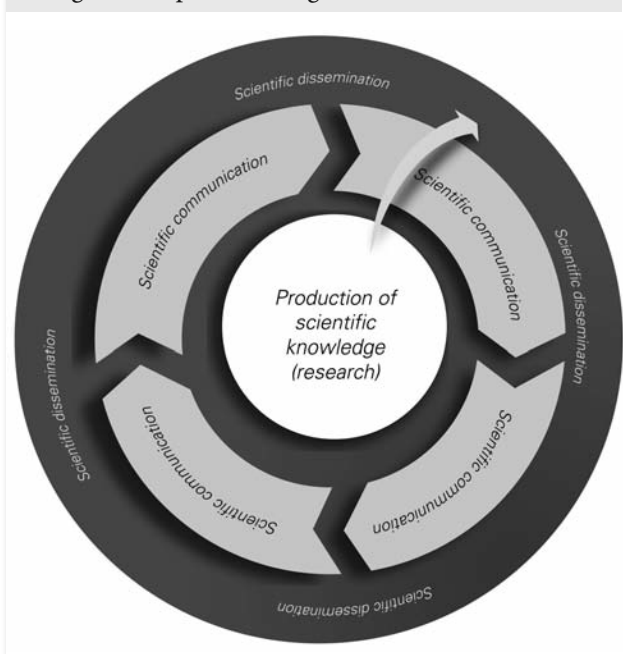 Scientific dissemination
Scientific communication
Scientific communication
Scientific dissemination
Production of
scientific
knowledge
(research)
Scientific dissemination
Scientific communication
Scientific communication
Scientific dissemination